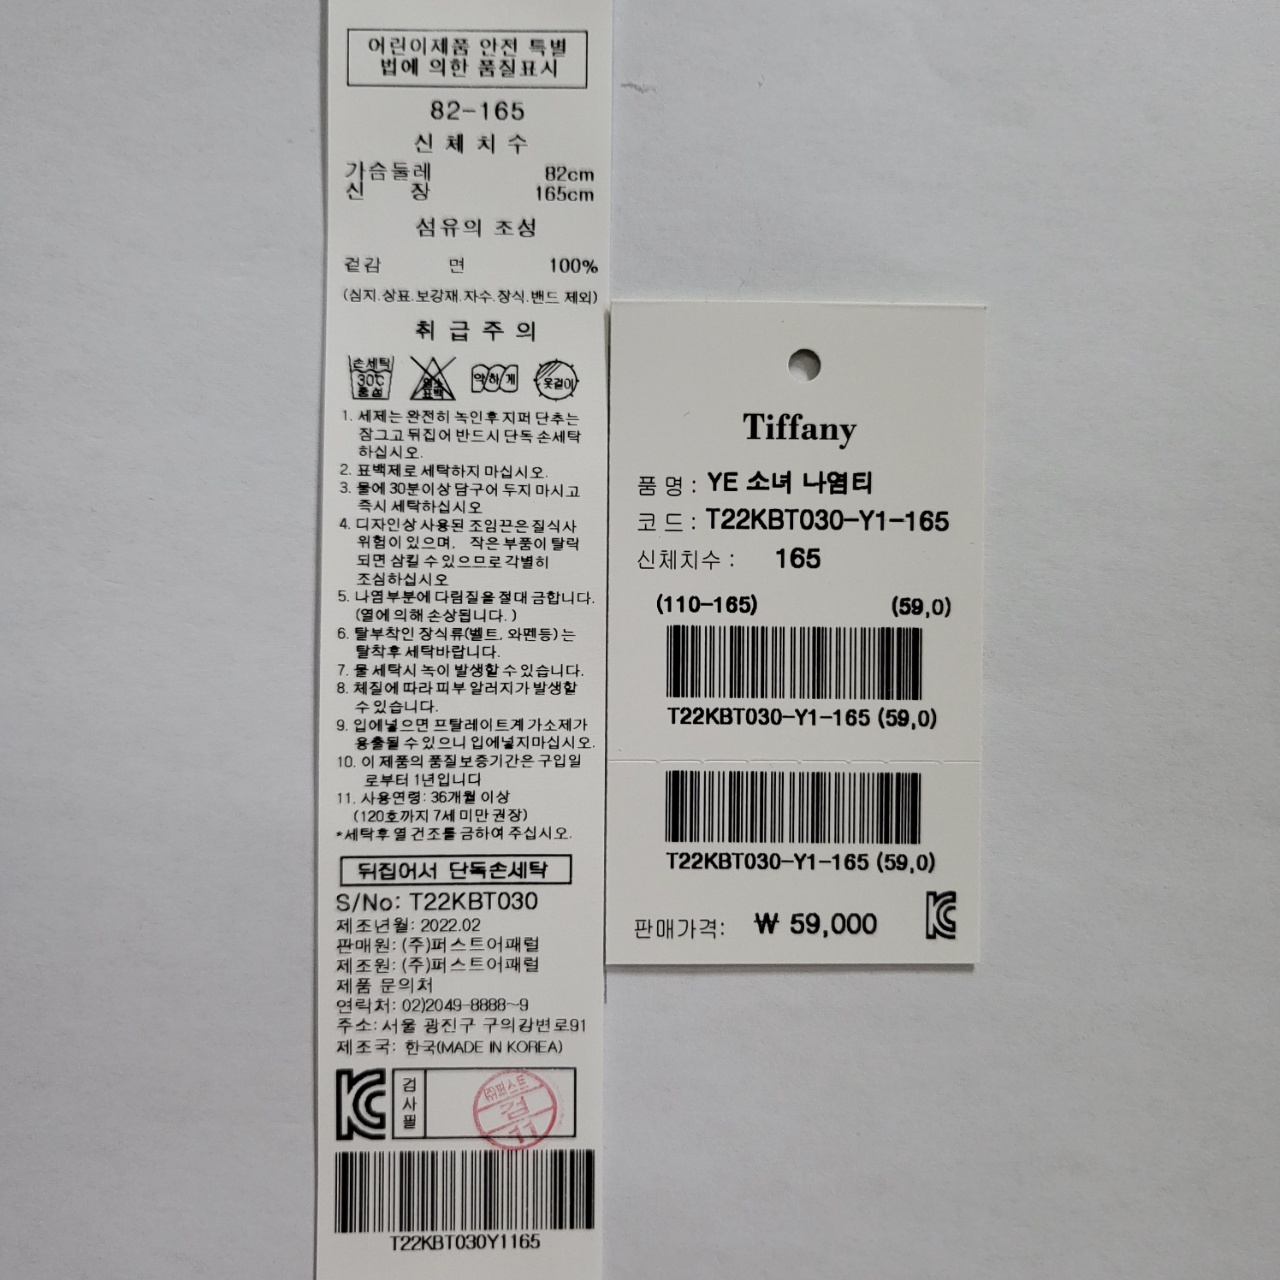 어린이제품 안전 특별
법에 의한 품질표시
82-165
신체치수
가슴둘레 82cm
신 장 165cm
섬유의 조성
겉감 면 100%
(심지.상표.보강재.자수.장식.밴드 제외)
취급주의
손세탁 30℃ 중성
염소 표백
약하게
옷걸이
1. 세제는 완전히 녹인후 지퍼 단추는
잠그고 뒤집어 반드시 단독 손세탁
하십시오.
2. 표백제로 세탁하지 마십시오.
3. 물에 30분이상 담구어 두지 마시고
즉시 세탁하십시오
4. 디자인상 사용된 조임끈은 질식사
위험이 있으며, 작은 부품이 탈락
되면 삼킬 수 있으므로 각별히
조심하십시오
5. 나염부분에 다림질을 절대 금합니다.
(열에 의해 손상됩니다. )
6. 탈부착인 장식류(벨트, 와펜등)는
탈착후 세탁바랍니다.
7. 물 세탁시 녹이 발생할 수 있습니다.
8. 체질에 따라 피부 알러지가 발생할
수 있습니다.
9. 입에넣으면 프탈레이트계 가소제가
용출될 수 있으니 입에넣지마십시오.
10. 이 제품의 품질보증기간은 구입일
로부터 1년입니다
11. 사용연령: 36개월 이상
(120호까지 7세 미만 권장)
*세탁후 열 건조를 금하여 주십시오.
뒤집어서 단독손세탁
S/No: T22KBT030
제조년월: 2022.02
판매원: (주)퍼스트어패럴
제조원: (주)퍼스트어패럴
제품 문의처
연락처: 02)2049-8888~9
주소: 서울 광진구 구의강변로91
제조국: 한국(MADE IN KOREA)
KC 검사필
㈜퍼스트
검
11
T22KBT030Y1165
Tiffany
품 명 : YE 소녀 나염티
코 드 : T22KBT030-Y1-165
신체치수 : 165
(110-165) (59,0)
T22KBT030-Y1-165 (59,0)
T22KBT030-Y1-165 (59,0)
판매가격: ₩ 59,000 KC